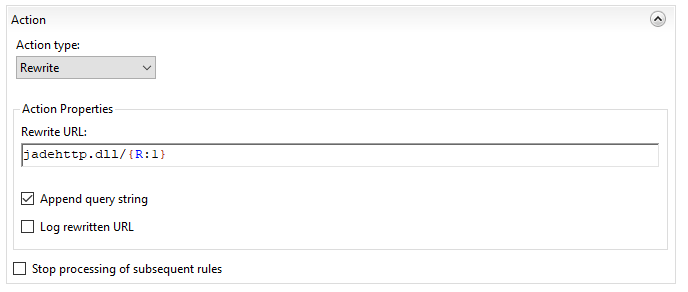 Action
Action type:
Rewrite
Action Properties
Rewrite URL:
jadehttp.dll/{R:1}
Append query string
Log rewritten URL
Stop processing of subsequent rules